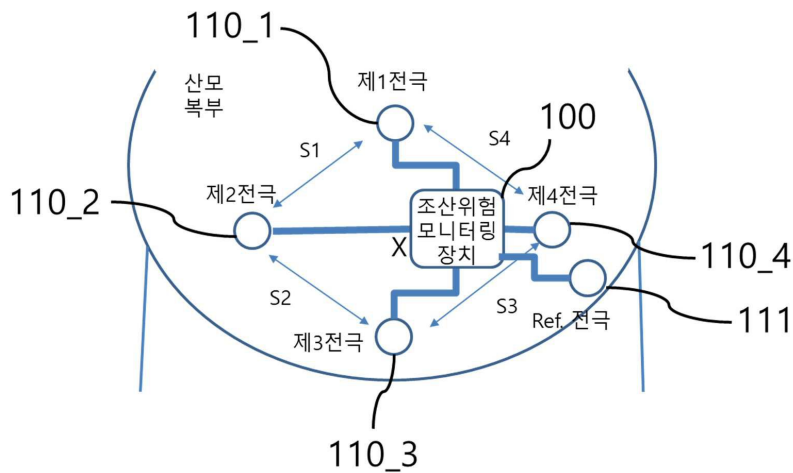 110_1
산모
복부
제1전극
100
S1
S4
제2전극
110_2
조산위험
모니터링
장치
제4전극
X
110_4
S2
S3
111
Ref. 전극
제3전극
110_3